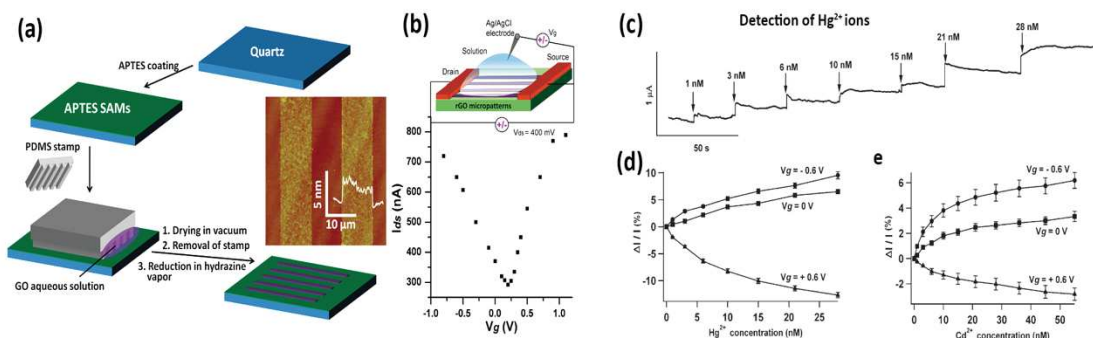 (a)
Quartz
APTES coating
APTES SAMs
PDMS stamp
5 nm
10 µm
1. Drying in vacuum
2. Removal of stamp
3. Reduction in hydrazine
vapor
GO aqueous solution
(b)
Ag/AgCl
electrode
Vg
+/-
Solution
Drain
Source
rGO micropatterns
+/-
Vds = 400 mV
800
700
600
500
400
300
Ids (nA)
-1.0 -0.5 0.0 0.5 1.0
Vg (V)
(c)
Detection of Hg2+ ions
1 nM
3 nM
6 nM
10 nM
15 nM
21 nM
28 nM
1 µA
50 s
(d)
10
5
0
-5
-10
ΔI / I (%)
Vg = - 0.6 V
Vg = 0 V
Vg = + 0.6 V
0 5 10 15 20 25
Hg2+ concentration (nM)
e
6
4
2
0
-2
ΔI / I (%)
Vg = - 0.6 V
Vg = 0 V
Vg = + 0.6 V
0 10 20 30 40 50
Cd2+ concentration (nM)